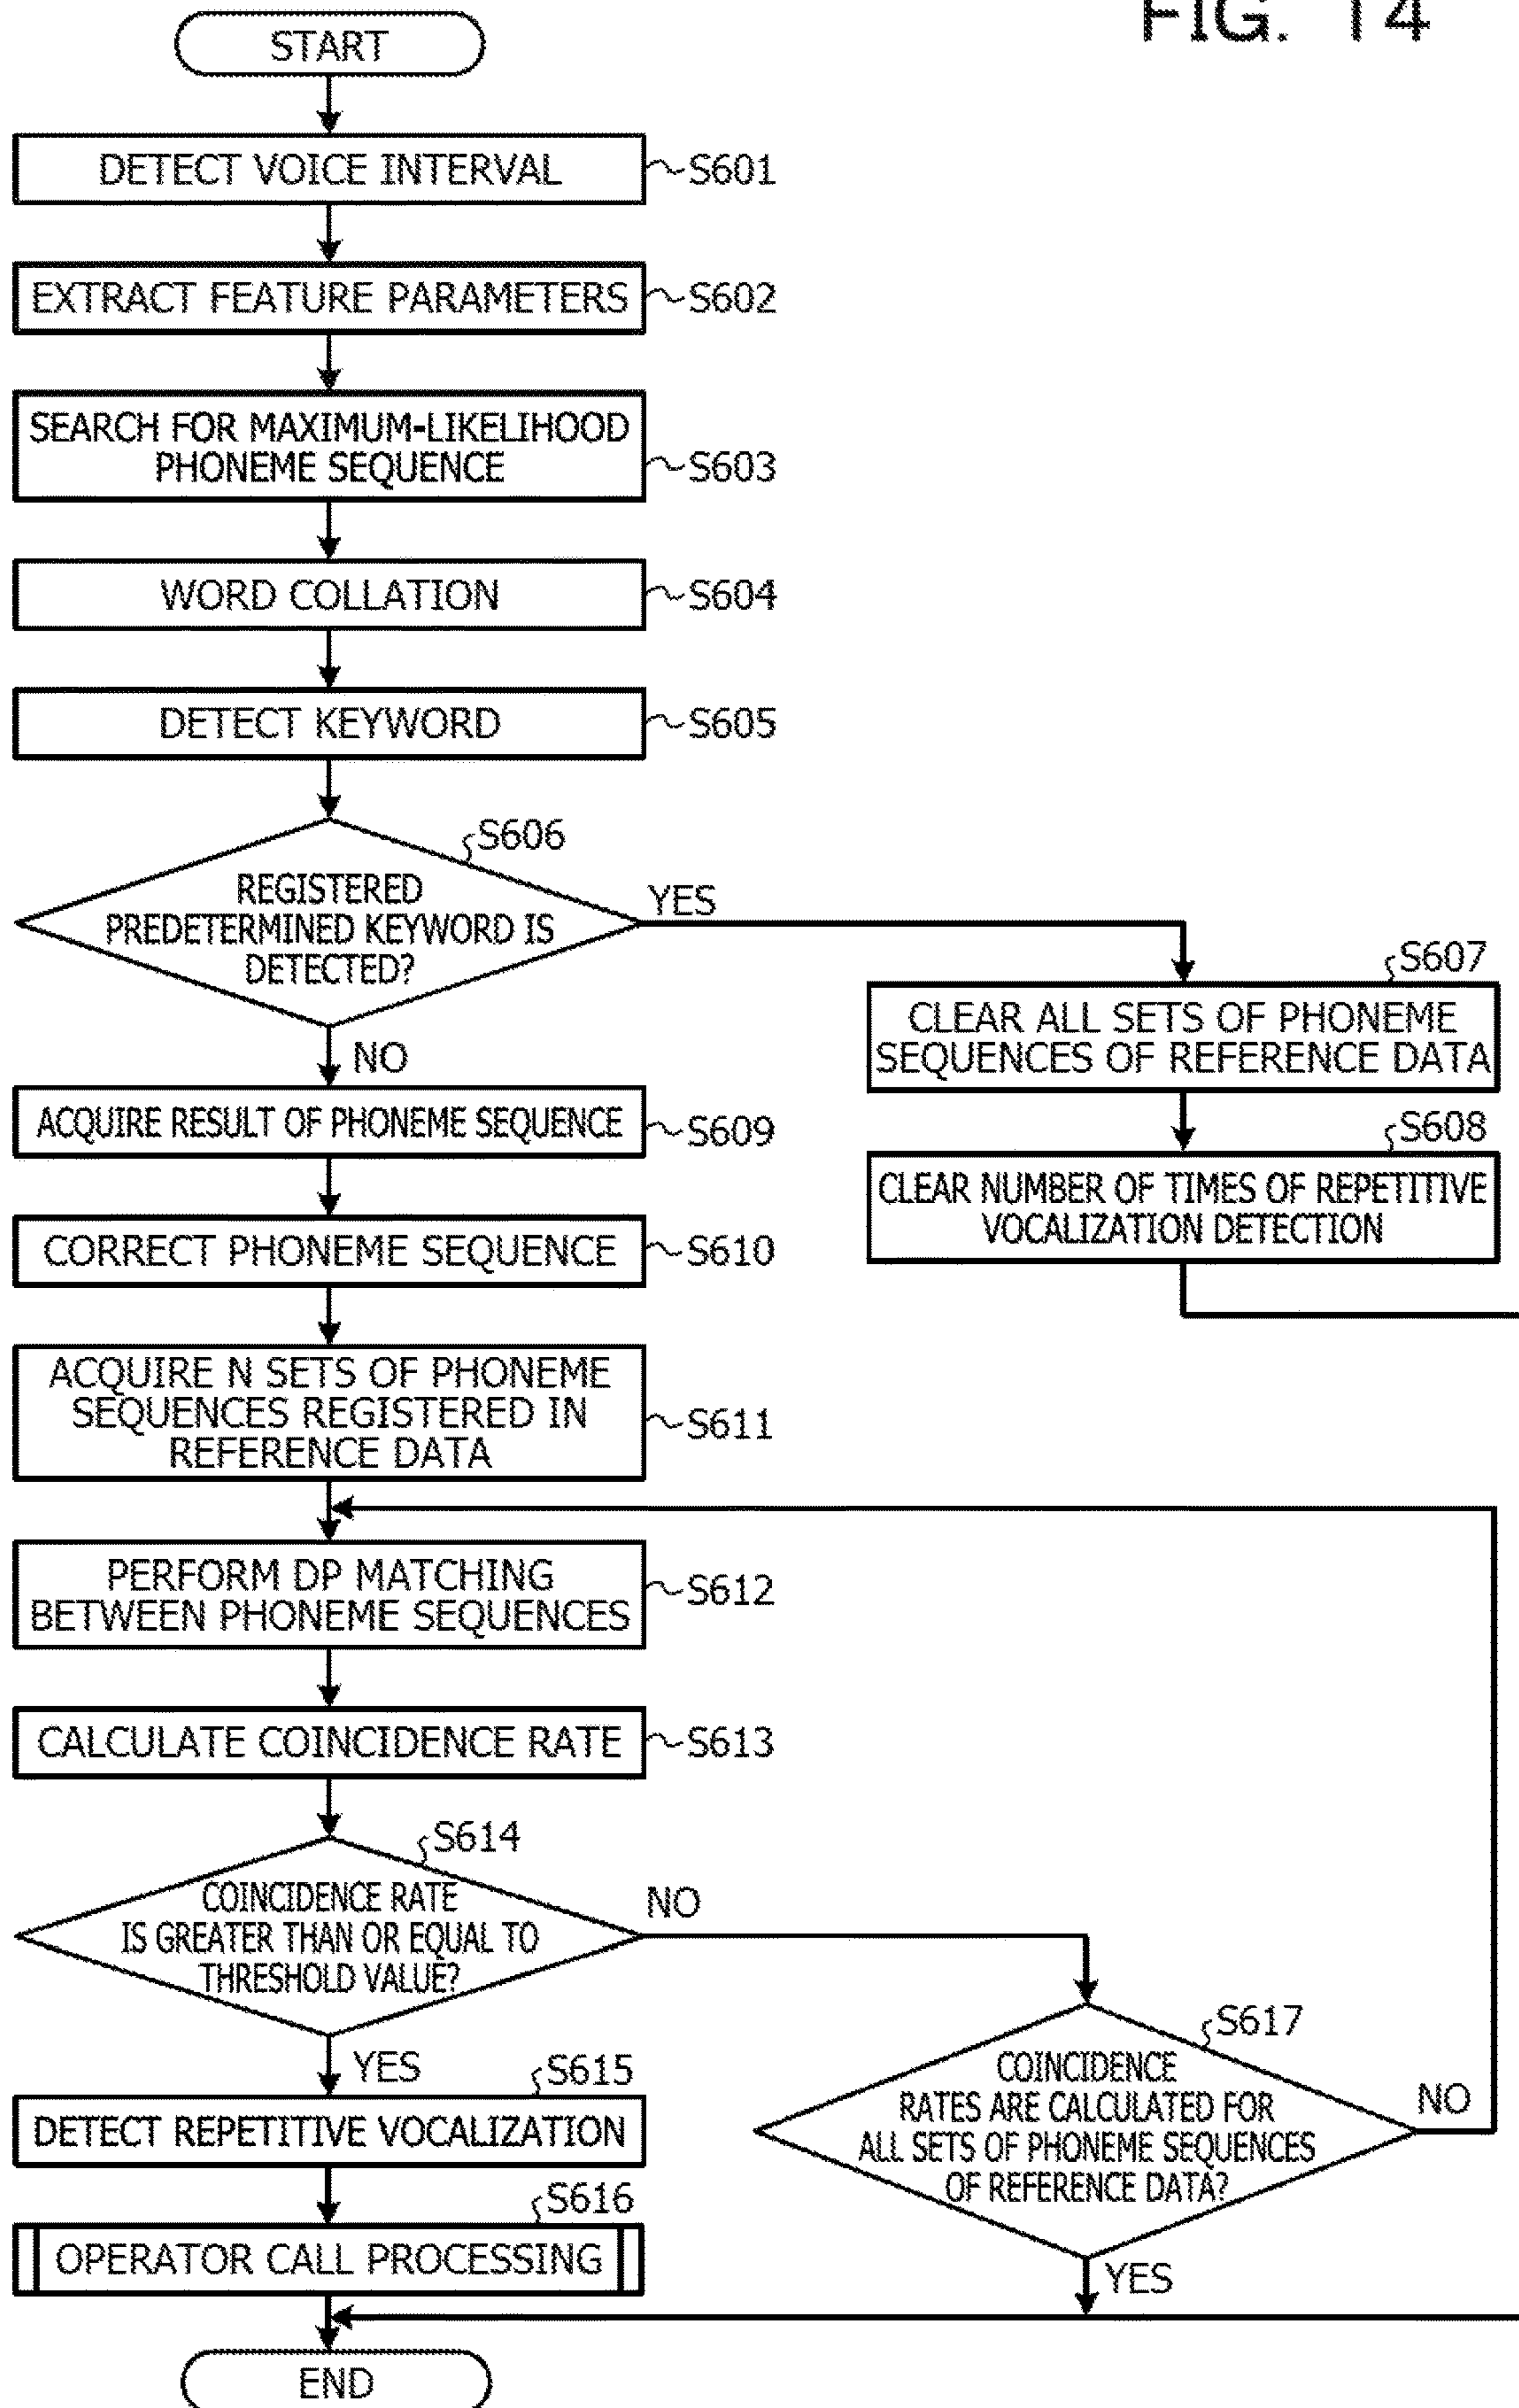 FIG. 14
START
DETECT VOICE INTERVAL
S601
EXTRACT FEATURE PARAMETERS
S602
SEARCH FOR MAXIMUM-LIKELIHOOD
PHONEME SEQUENCE
S603
WORD COLLATION
S604
DETECT KEYWORD
S605
S606
REGISTERED
PREDETERMINED KEYWORD IS
DETECTED?
YES
NO
S607
CLEAR ALL SETS OF PHONEME
SEQUENCES OF REFERENCE DATA
S608
CLEAR NUMBER OF TIMES OF REPETITIVE
VOCALIZATION DETECTION
ACQUIRE RESULT OF PHONEME SEQUENCE
S609
CORRECT PHONEME SEQUENCE
S610
ACQUIRE N SETS OF PHONEME
SEQUENCES REGISTERED IN
REFERENCE DATA
S611
PERFORM DP MATCHING
BETWEEN PHONEME SEQUENCES
S612
CALCULATE COINCIDENCE RATE
S613
S614
COINCIDENCE RATE
IS GREATER THAN OR EQUAL TO
THRESHOLD VALUE?
NO
YES
S615
DETECT REPETITIVE VOCALIZATION
S616
OPERATOR CALL PROCESSING
S617
COINCIDENCE
RATES ARE CALCULATED FOR
ALL SETS OF PHONEME SEQUENCES
OF REFERENCE DATA?
NO
YES
END